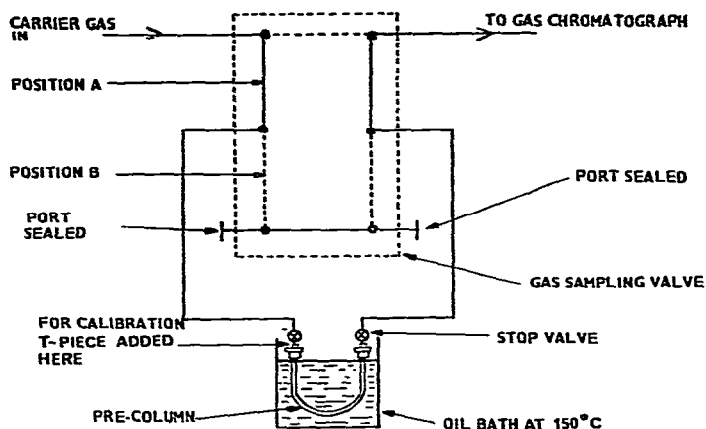 CARRIER GAS
IN
TO GAS CHROMATOGRAPH
POSITION A
POSITION B
PORT SEALED
PORT
SEALED
GAS SAMPLING VALVE
FOR CALIBRATION
T-PIECE ADDED
HERE
STOP VALVE
PRE-COLUMN
OIL BATH AT 150°C